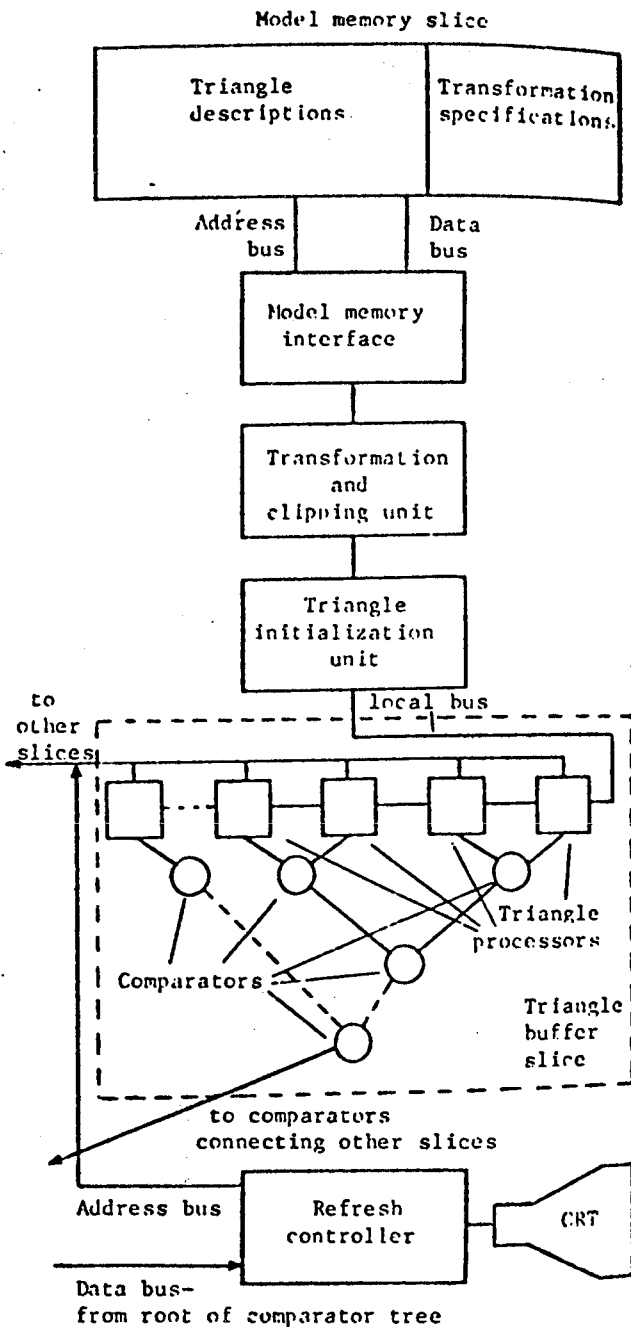 Model memory slice
Triangle
descriptions
Transformation
specifications
Address
bus
Data
bus
Model memory
interface
Transformation
and
clipping unit
Triangle
initialization
unit
local bus
to
other
slices
Triangle
processors
Comparators
Triangle
buffer
slice
to comparators
connecting other slices
Address bus
Refresh
controller
CRT
Data bus-
from root of comparator tree